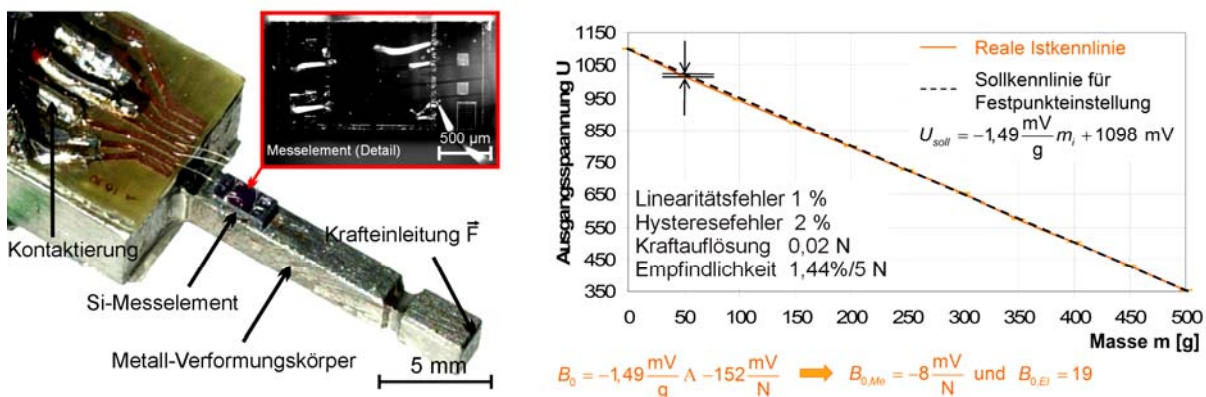 500 µm
Messelement (Detail)
Kontaktierung
Krafteinleitung F⃗
Si-Messelement
Metall-Verformungskörper
5 mm
Ausgangsspannung U
1150
1050
950
850
750
650
550
450
350
Reale Istkennlinie
Sollkennlinie für
Festpunkteinstellung
U_soll = −1,49 mV/g m_i + 1098 mV
Linearitätsfehler 1 %
Hysteresefehler 2 %
Kraftauflösung 0,02 N
Empfindlichkeit 1,44%/5 N
0 50 100 150 200 250 300 350 400 450 500
Masse m [g]
B_0 = −1,49 mV/g Λ −152 mV/N ➡ B_0,Me = −8 mV/N und B_0,El = 19